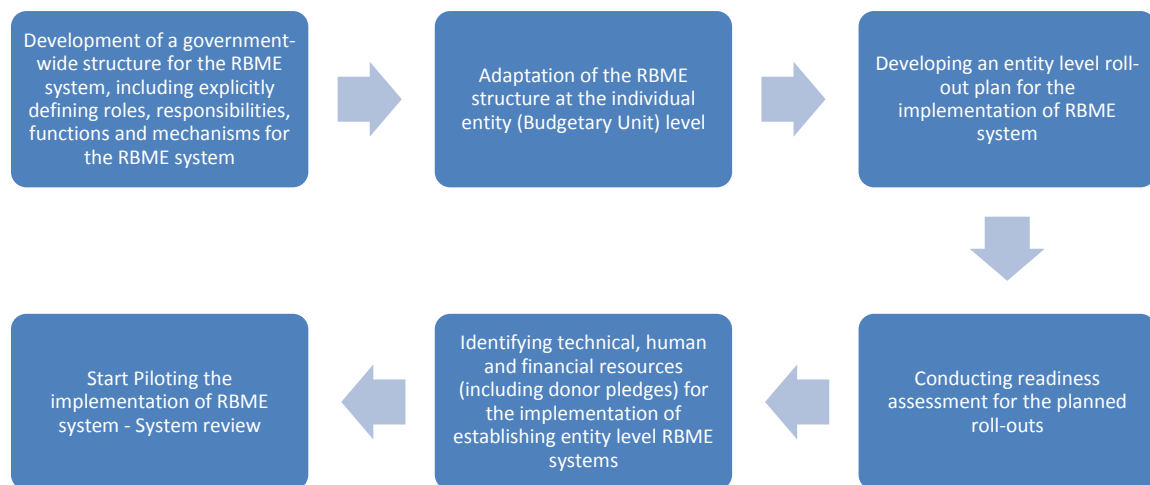 Development of a government-
wide structure for the RBME
system, including explicitly
defining roles, responsibilities,
functions and mechanisms for
the RBME system
Adaptation of the RBME
structure at the individual
entity (Budgetary Unit) level
Developing an entity level roll-
out plan for the
implementation of RBME
system
Conducting readiness
assessment for the planned
roll-outs
Identifying technical, human
and financial resources
(including donor pledges) for
the implementation of
establishing entity level RBME
systems
Start Piloting the
implementation of RBME
system - System review